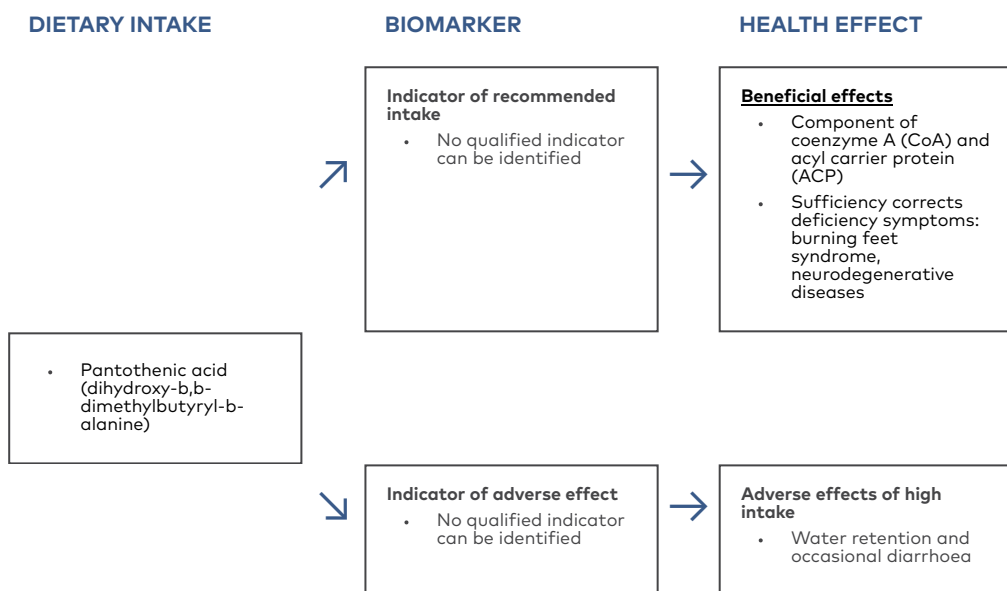 DIETARY INTAKE
BIOMARKER
HEALTH EFFECT
Indicator of recommended
intake
• No qualified indicator
can be identified
Beneficial effects
• Component of
coenzyme A (CoA) and
acyl carrier protein
(ACP)
• Sufficiency corrects
deficiency symptoms:
burning feet
syndrome,
neurodegenerative
diseases
• Pantothenic acid
(dihydroxy-b,b-
dimethylbutyryl-b-
alanine)
Indicator of adverse effect
• No qualified indicator
can be identified
Adverse effects of high
intake
• Water retention and
occasional diarrhoea